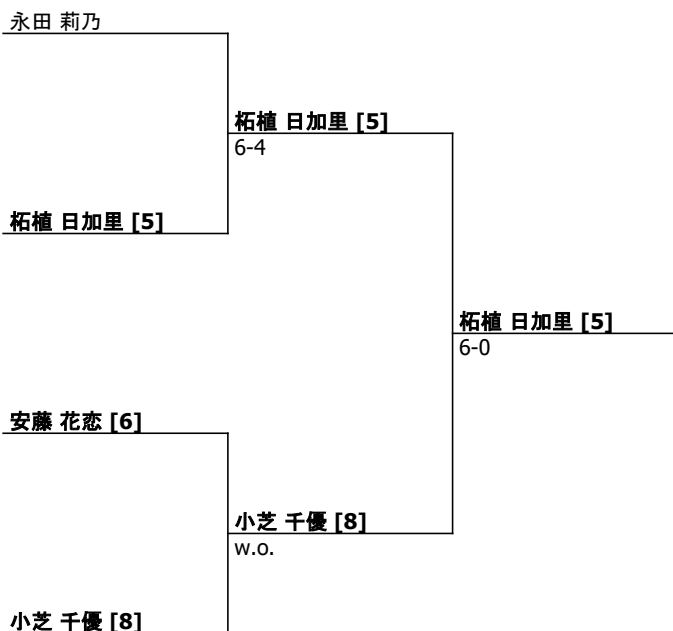 永田 莉乃
柘植 日加里 [5]
6-4
柘植 日加里 [5]
柘植 日加里 [5]
6-0
安藤 花恋 [6]
小芝 千優 [8]
w.o.
小芝 千優 [8]